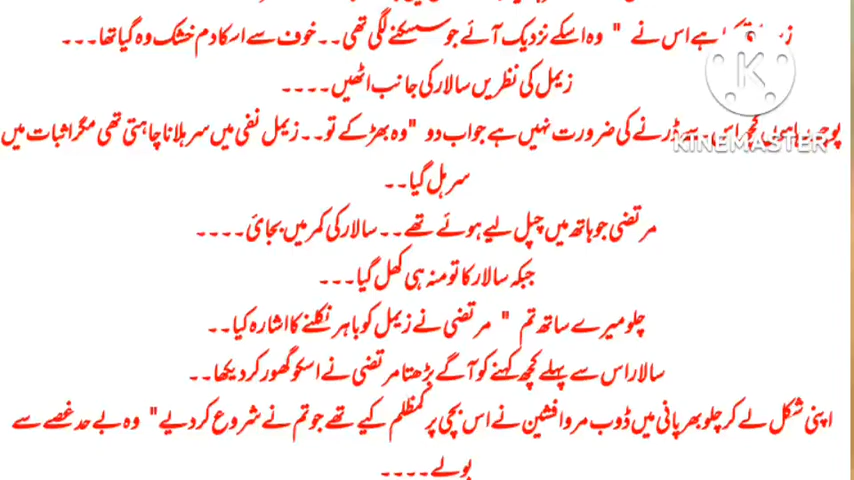 ہے اس نے " وہ اسکے نزدیک آئے جو سسکنے لگی تھی۔۔خوف سے اسکا دم خشک وہ گیا تھا۔۔۔
زیمل کی نظریں سالار کی جانب اٹھیں۔۔۔۔
ڈرنے کی ضرورت نہیں ہے جواب دو "وہ بھڑکے تو۔۔زیمل نفی میں سر ہلانا چاہتی تھی مگر اثبات میں
سر ہل گیا۔۔
مرتضی جو ہاتھ میں چپل لیے ہوئے تھے۔۔سالار کی کمر میں بجائ۔۔۔۔
جبکہ سالار کا تو منہ ہی کھل گیا۔۔۔
چلو میرے ساتھ تم " مرتضی نے زیمل کو باہر نکلنے کا اشارہ کیا۔۔
سالار اس سے پہلے کچھ کہنے کو آگے بڑھتا مرتضی نے اسکو گھور کر دیکھا۔۔
اپنی شکل لے کر چلو بھر پانی میں ڈوب مرو افشین نے اس بچی پر کم ظلم کیے تھے جو تم نے شروع کر دیے" وہ بے حد غصے سے
بولے۔۔۔۔
KINEMASTER